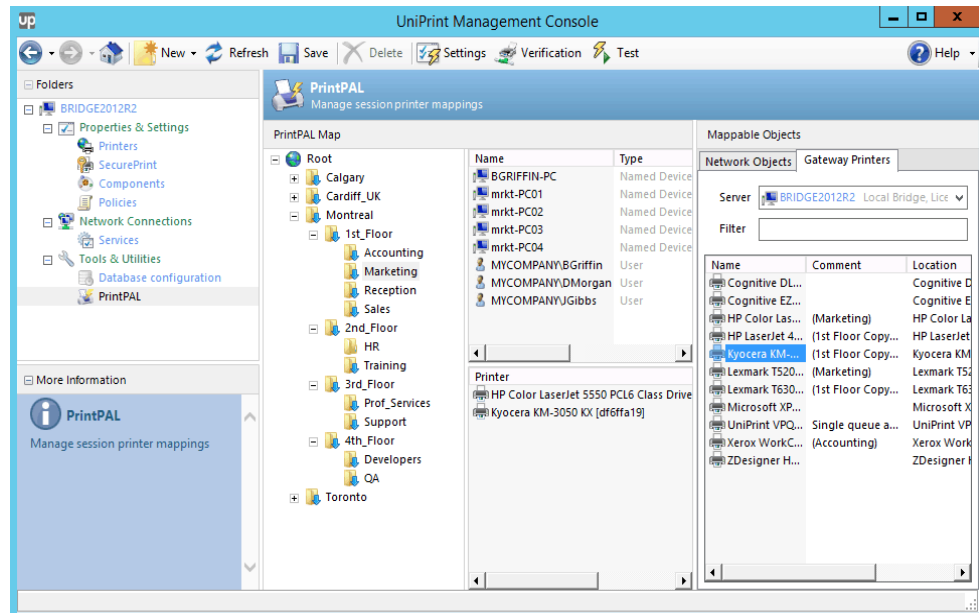 up UniPrint Management Console
New Refresh Save Delete Settings Verification Test Help
Folders
BRIDGE2012R2
Properties & Settings
Printers
SecurePrint
Components
Policies
Network Connections
Services
Tools & Utilities
Database configuration
PrintPAL
More Information
PrintPAL
Manage session printer mappings
PrintPAL
Manage session printer mappings
PrintPAL Map
Root
Calgary
Cardiff_UK
Montreal
1st_Floor
Accounting
Marketing
Reception
Sales
2nd_Floor
HR
Training
3rd_Floor
Prof_Services
Support
4th_Floor
Developers
QA
Toronto
Name Type
BGRIFFIN-PC Named Device
mrkt-PC01 Named Device
mrkt-PC02 Named Device
mrkt-PC03 Named Device
mrkt-PC04 Named Device
MYCOMPANY\BGriffin User
MYCOMPANY\DMorgan User
MYCOMPANY\JGibbs User
Printer
HP Color LaserJet 5550 PCL6 Class Drive
Kyocera KM-3050 KX [df6ffa19]
Mappable Objects
Network Objects Gateway Printers
Server BRIDGE2012R2 Local Bridge, Lice
Filter
Name Comment Location
Cognitive DL... Cognitive D
Cognitive EZ... Cognitive E
HP Color Las... (Marketing) HP Color La
HP LaserJet 4... (1st Floor Copy... HP LaserJet
Kyocera KM-... (1st Floor Copy... Kyocera KM
Lexmark T520... (Marketing) Lexmark T52
Lexmark T630... (1st Floor Copy... Lexmark T63
Microsoft XP... Microsoft X
UniPrint VPQ... Single queue a... UniPrint VP
Xerox WorkC... (Accounting) Xerox Work
ZDesigner H... ZDesigner H